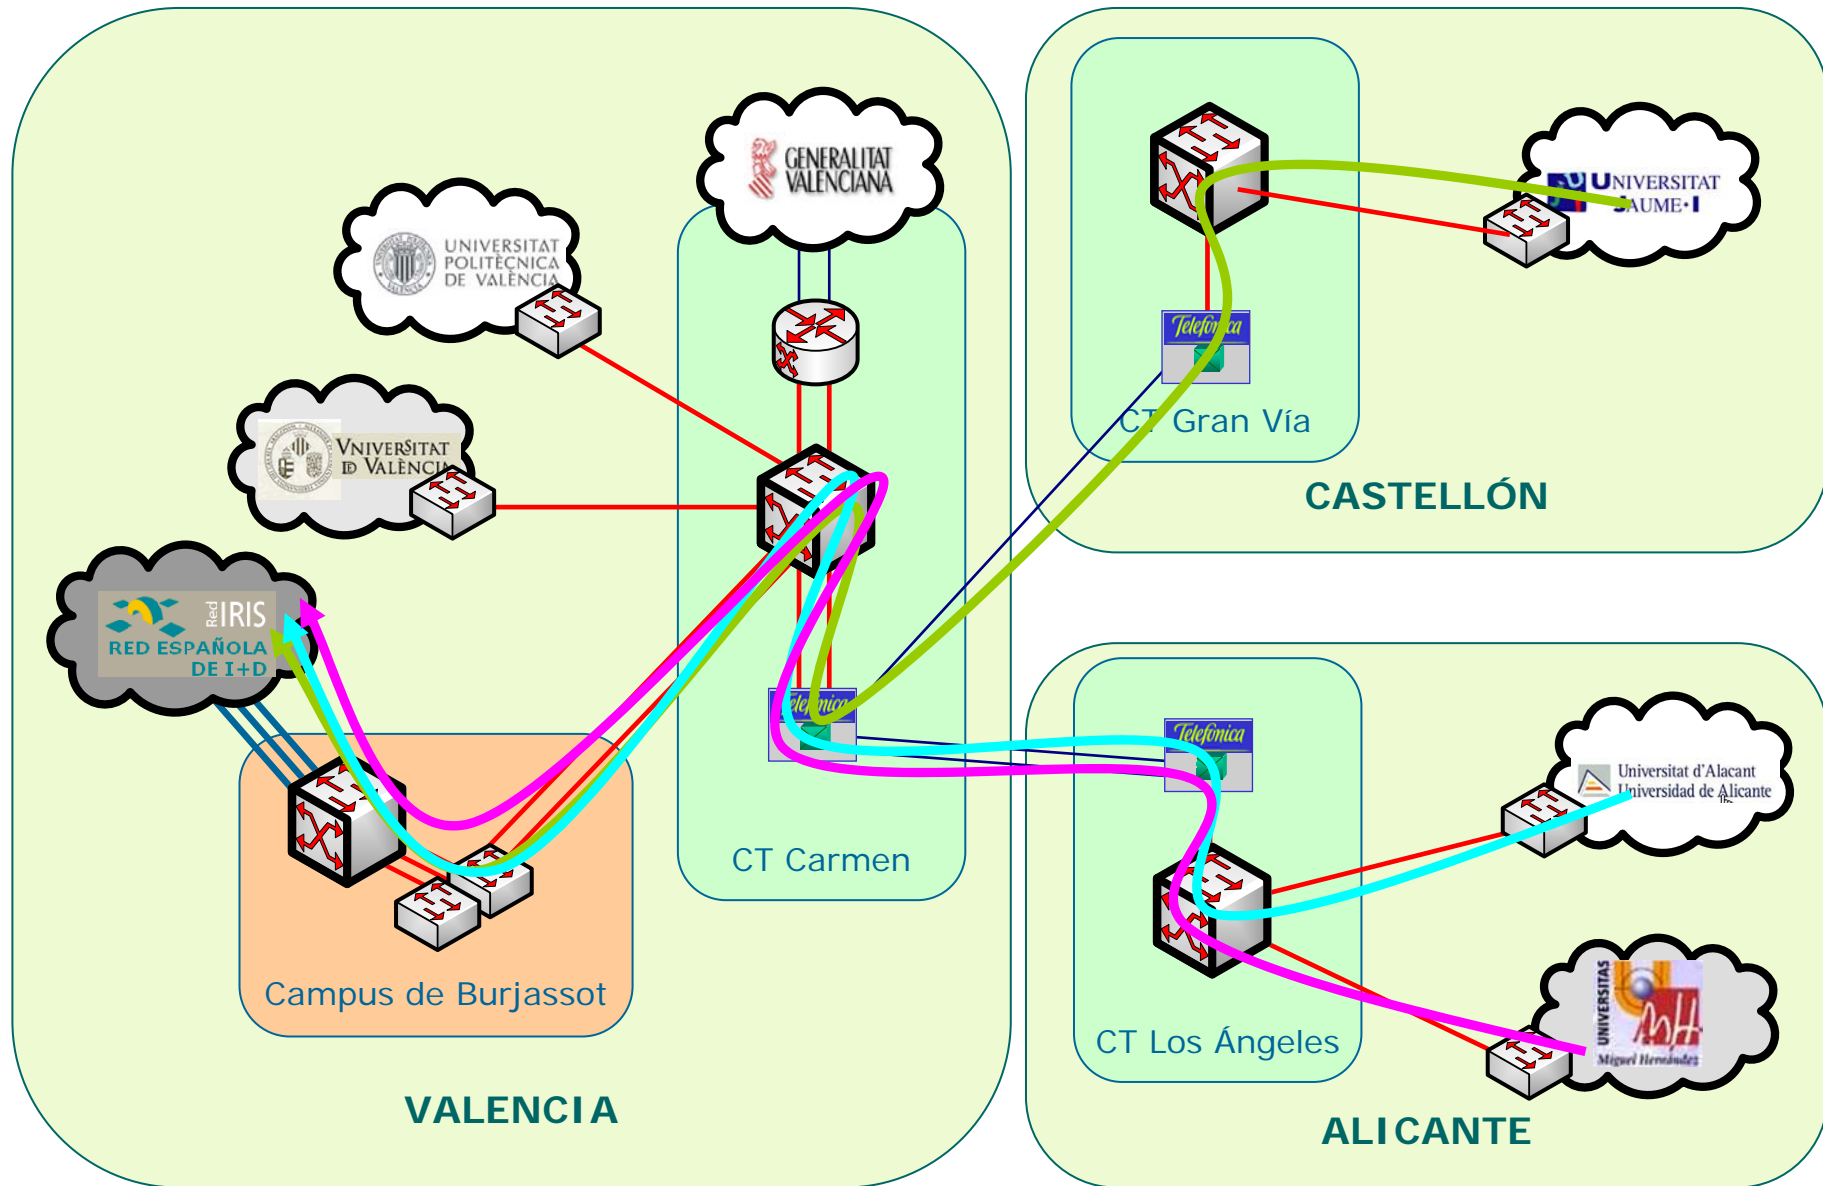 GENERALITAT
VALENCIANA
UNIVERSITAT
POLITÈCNICA
DE VALÈNCIA
VNIVERSITAT
ID VALÈNCIA
Red IRIS
RED ESPAÑOLA
DE I+D
Telefónica
CT Carmen
Campus de Burjassot
VALENCIA
UNIVERSITAT
JAUME·I
Telefónica
CT Gran Vía
CASTELLÓN
Telefónica
Universitat d'Alacant
Universidad de Alicante
CT Los Ángeles
UNIVERSITAS
Miguel Hernández
ALICANTE